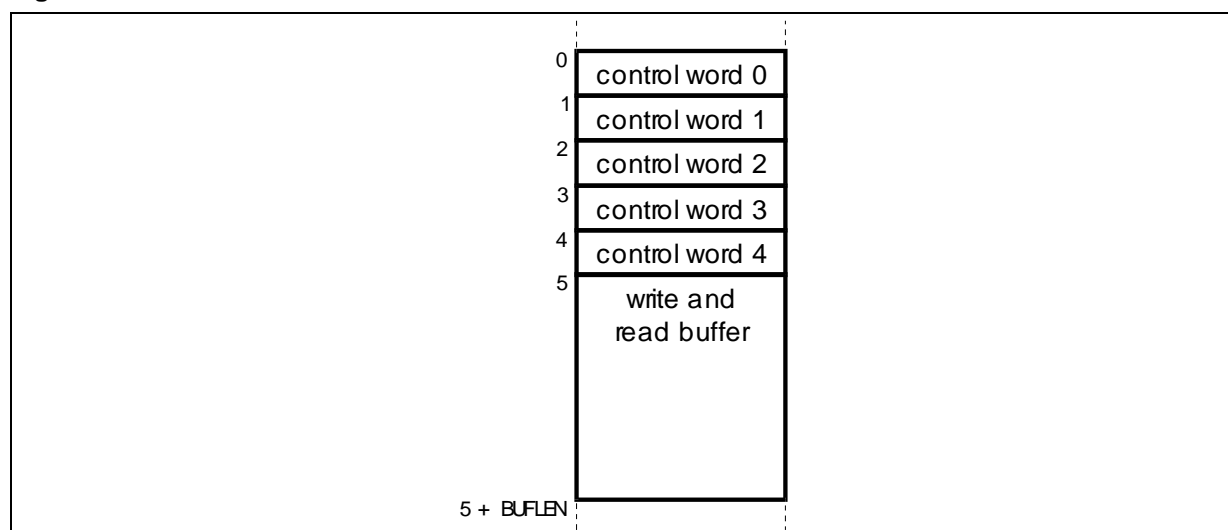 0
control word 0
1
control word 1
2
control word 2
3
control word 3
4
control word 4
5
write and
read buffer
5 + BUFLEN